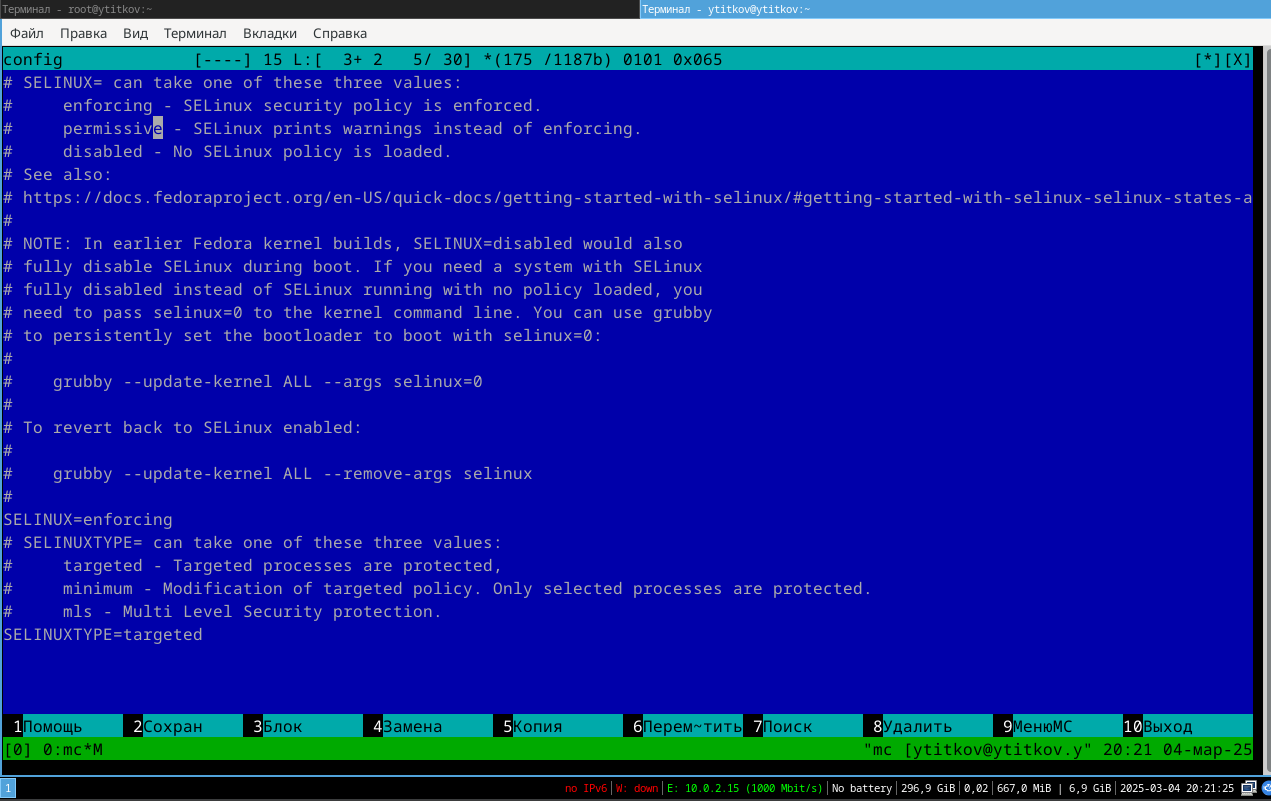 Терминал - root@ytitkov:~
Терминал - ytitkov@ytitkov:~
Файл Правка Вид Терминал Вкладки Справка
config [----] 15 L:[ 3+ 2 5/ 30] *(175 /1187b) 0101 0x065 [*][X]
# SELINUX= can take one of these three values:
# enforcing - SELinux security policy is enforced.
# permissive - SELinux prints warnings instead of enforcing.
# disabled - No SELinux policy is loaded.
# See also:
# https://docs.fedoraproject.org/en-US/quick-docs/getting-started-with-selinux/#getting-started-with-selinux-selinux-states-a
#
# NOTE: In earlier Fedora kernel builds, SELINUX=disabled would also
# fully disable SELinux during boot. If you need a system with SELinux
# fully disabled instead of SELinux running with no policy loaded, you
# need to pass selinux=0 to the kernel command line. You can use grubby
# to persistently set the bootloader to boot with selinux=0:
#
# grubby --update-kernel ALL --args selinux=0
#
# To revert back to SELinux enabled:
#
# grubby --update-kernel ALL --remove-args selinux
#
SELINUX=enforcing
# SELINUXTYPE= can take one of these three values:
# targeted - Targeted processes are protected,
# minimum - Modification of targeted policy. Only selected processes are protected.
# mls - Multi Level Security protection.
SELINUXTYPE=targeted
1Помощь 2Сохран 3Блок 4Замена 5Копия 6Перем~тить 7Поиск 8Удалить 9МенюMC 10Выход
[0] 0:mc*M "mc [ytitkov@ytitkov.y" 20:21 04-мар-25
1 no IPv6 | W: down | E: 10.0.2.15 (1000 Mbit/s) | No battery | 296,9 GiB | 0,02 | 667,0 MiB | 6,9 GiB | 2025-03-04 20:21:25